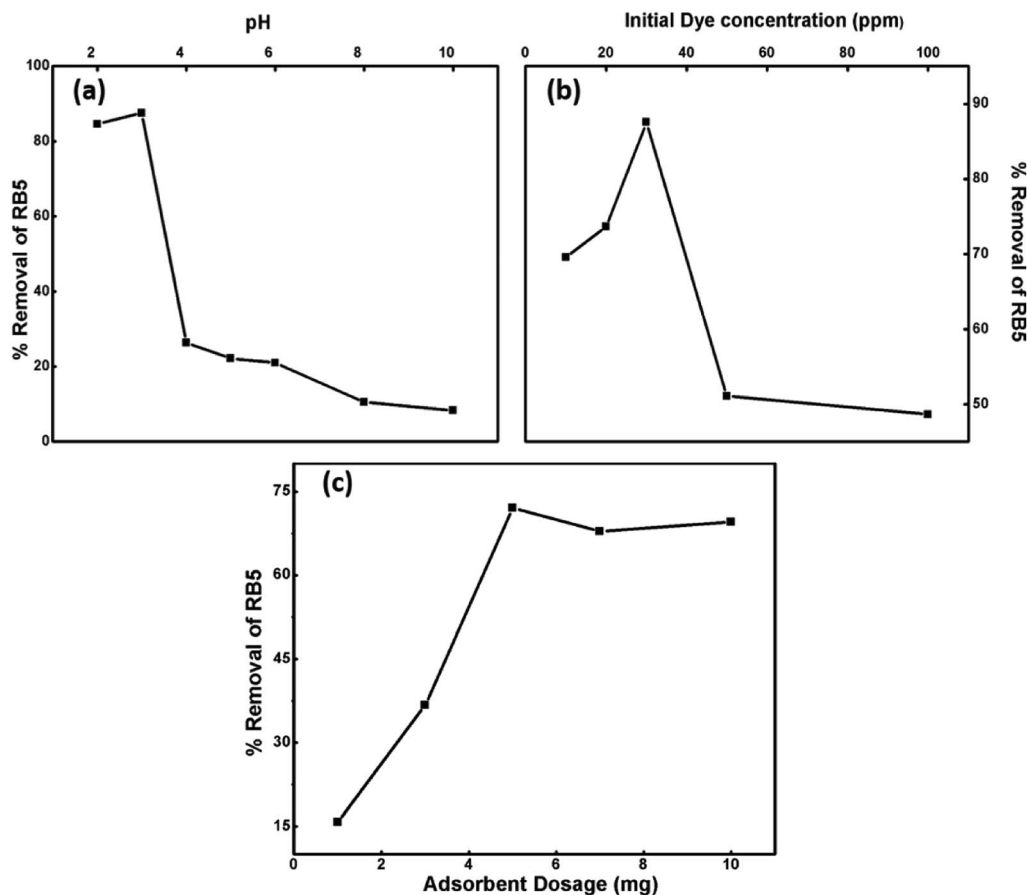 pH
2 4 6 8 10
(a)
100
80
60
40
20
0
% Removal of RB5
Initial Dye concentration (ppm)
0 20 40 60 80 100
(b)
90
80
70
60
50
% Removal of RB5
(c)
75
60
45
30
15
% Removal of RB5
0 2 4 6 8 10
Adsorbent Dosage (mg)